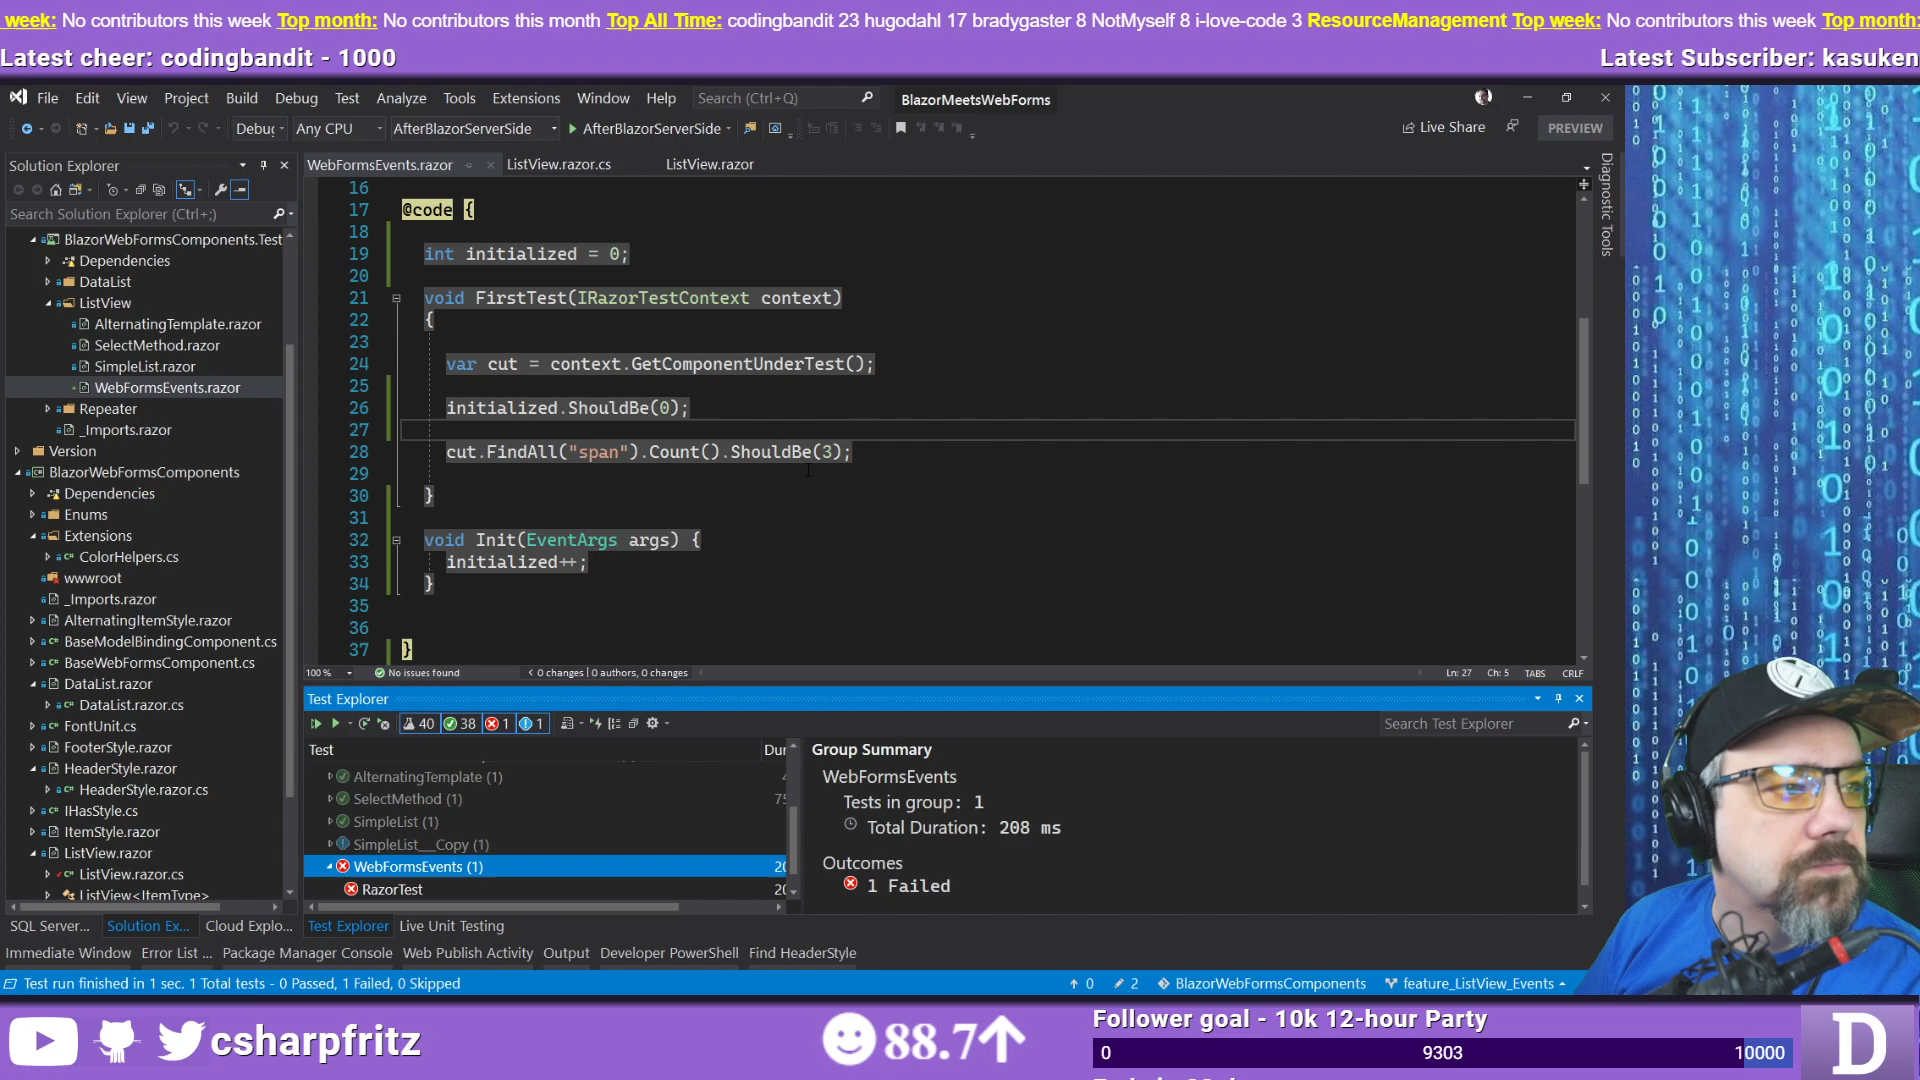 week: No contributors this week Top month: No contributors this month Top All Time: codingbandit 23 hugodahl 17 bradygaster 8 NotMyself 8 i-love-code 3 ResourceManagement Top week: No contributors this week Top month:
Latest cheer: codingbandit - 1000
Latest Subscriber: kasuken
File Edit View Project Build Debug Test Analyze Tools Extensions Window Help Search (Ctrl+Q) BlazorMeetsWebForms
Debug Any CPU AfterBlazorServerSide AfterBlazorServerSide Live Share PREVIEW
Solution Explorer
Search Solution Explorer (Ctrl+;)
BlazorWebFormsComponents.Test
Dependencies
DataList
ListView
AlternatingTemplate.razor
SelectMethod.razor
SimpleList.razor
WebFormsEvents.razor
Repeater
_Imports.razor
Version
BlazorWebFormsComponents
Dependencies
Enums
Extensions
ColorHelpers.cs
wwwroot
_Imports.razor
AlternatingItemStyle.razor
BaseModelBindingComponent.cs
BaseWebFormsComponent.cs
DataList.razor
DataList.razor.cs
FontUnit.cs
FooterStyle.razor
HeaderStyle.razor
HeaderStyle.razor.cs
IHasStyle.cs
ItemStyle.razor
ListView.razor
ListView.razor.cs
ListView<ItemType>
SQL Server... Solution Ex... Cloud Explo...
WebFormsEvents.razor ListView.razor.cs ListView.razor
16
17 @code {
18
19 int initialized = 0;
20
21 void FirstTest(IRazorTestContext context)
22 {
23
24 var cut = context.GetComponentUnderTest();
25
26 initialized.ShouldBe(0);
27
28 cut.FindAll("span").Count().ShouldBe(3);
29
30 }
31
32 void Init(EventArgs args) {
33 initialized++;
34 }
35
36
37 }
100% No issues found < 0 changes | 0 authors, 0 changes Ln: 27 Ch: 5 TABS CRLF
Diagnostic Tools
Test Explorer
40 38 1 1 Search Test Explorer
Test Dur
AlternatingTemplate (1)
SelectMethod (1) 75
SimpleList (1)
SimpleList__Copy (1)
WebFormsEvents (1) 20
RazorTest 20
Group Summary
WebFormsEvents
Tests in group: 1
Total Duration: 208 ms
Outcomes
1 Failed
Test Explorer Live Unit Testing
Immediate Window Error List ... Package Manager Console Web Publish Activity Output Developer PowerShell Find HeaderStyle
Test run finished in 1 sec. 1 Total tests - 0 Passed, 1 Failed, 0 Skipped 0 2 BlazorWebFormsComponents feature_ListView_Events
csharpfritz
88.7
Follower goal - 10k 12-hour Party
0 9303 10000
D